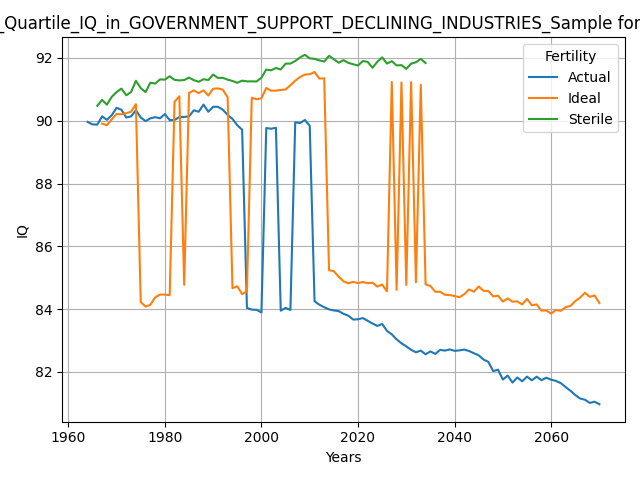 _Quartile_IQ_in_GOVERNMENT_SUPPORT_DECLINING_INDUSTRIES_Sample for
Fertility
Actual
Ideal
Sterile
IQ
92
90
88
86
84
82
1960
1980
2000
2020
2040
2060
Years